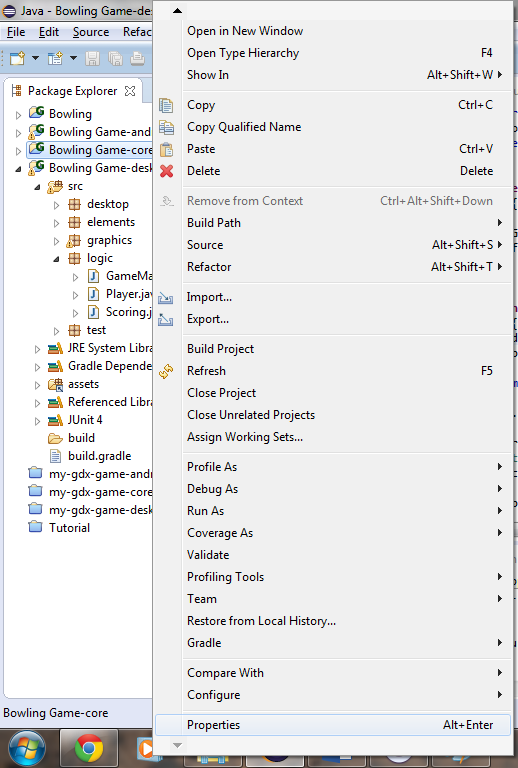 Java - Bowling Game-des
File Edit Source Refac
Package Explorer
Bowling
Bowling Game-and
Bowling Game-core
Bowling Game-desk
src
desktop
elements
graphics
logic
GameMa
Player.jav
Scoring.j
test
JRE System Libra
Gradle Depende
assets
Referenced Libra
JUnit 4
build
build.gradle
my-gdx-game-andr
my-gdx-game-core
my-gdx-game-desk
Tutorial
Bowling Game-core
Open in New Window
Open Type Hierarchy F4
Show In Alt+Shift+W
Copy Ctrl+C
Copy Qualified Name
Paste Ctrl+V
Delete Delete
Remove from Context Ctrl+Alt+Shift+Down
Build Path
Source Alt+Shift+S
Refactor Alt+Shift+T
Import...
Export...
Build Project
Refresh F5
Close Project
Close Unrelated Projects
Assign Working Sets...
Profile As
Debug As
Run As
Coverage As
Validate
Profiling Tools
Team
Restore from Local History...
Gradle
Compare With
Configure
Properties Alt+Enter